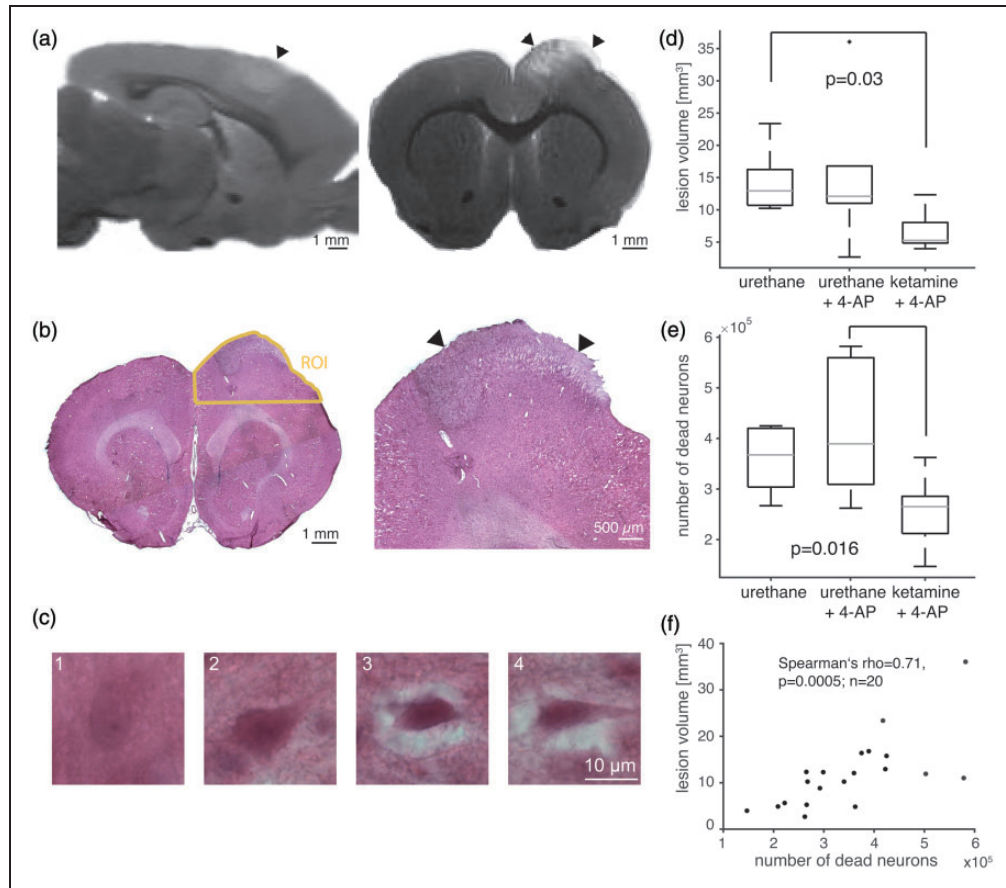 (a)
1 mm
1 mm
(b)
ROI
1 mm
500 µm
(c)
1
2
3
4
10 µm
(d)
lesion volume [mm³]
35
30
25
20
15
10
5
p=0.03
urethane
urethane
+ 4-AP
ketamine
+ 4-AP
(e)
×10⁵
number of dead neurons
6
5
4
3
2
p=0.016
urethane
urethane
+ 4-AP
ketamine
+ 4-AP
(f)
lesion volume [mm³]
40
30
20
10
0
Spearman's rho=0.71,
p=0.0005; n=20
1
2
3
4
5
6
number of dead neurons
x10⁵